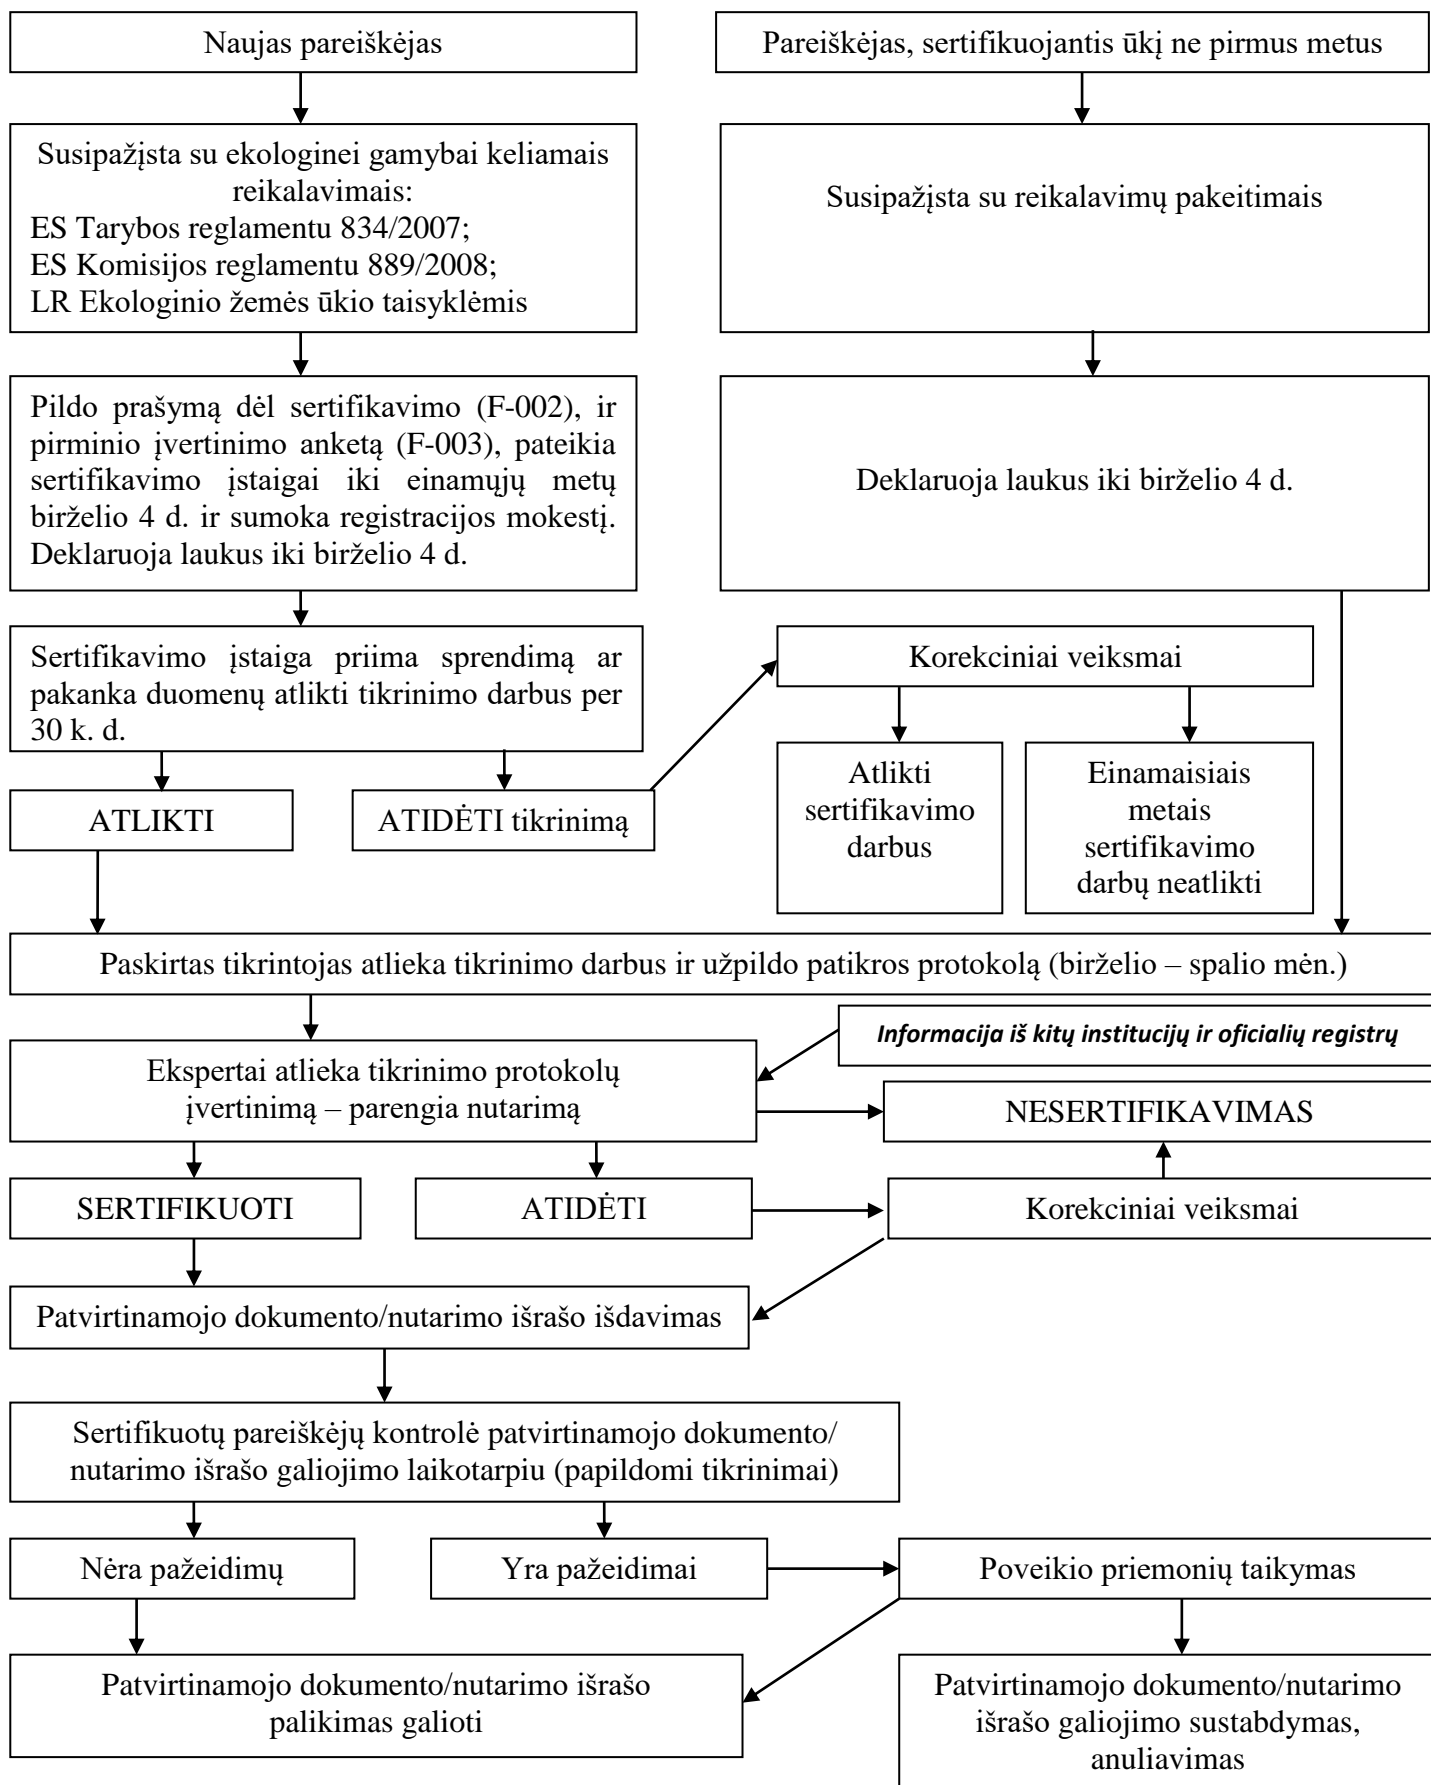 Naujas pareiškėjas
Pareiškėjas, sertifikuojantis ūkį ne pirmus metus
Susipažįsta su ekologinei gamybai keliamais
reikalavimais:
ES Tarybos reglamentu 834/2007;
ES Komisijos reglamentu 889/2008;
LR Ekologinio žemės ūkio taisyklėmis
Susipažįsta su reikalavimų pakeitimais
Pildo prašymą dėl sertifikavimo (F-002), ir
pirminio įvertinimo anketą (F-003), pateikia
sertifikavimo įstaigai iki einamųjų metų
birželio 4 d. ir sumoka registracijos mokestį.
Deklaruoja laukus iki birželio 4 d.
Deklaruoja laukus iki birželio 4 d.
Sertifikavimo įstaiga priima sprendimą ar
pakanka duomenų atlikti tikrinimo darbus per
30 k. d.
Korekciniai veiksmai
ATLIKTI
ATIDĖTI tikrinimą
Atlikti
sertifikavimo
darbus
Einamaisiais
metais
sertifikavimo
darbų neatlikti
Paskirtas tikrintojas atlieka tikrinimo darbus ir užpildo patikros protokolą (birželio – spalio mėn.)
Informacija iš kitų institucijų ir oficialių registrų
Ekspertai atlieka tikrinimo protokolų
įvertinimą – parengia nutarimą
NESERTIFIKAVIMAS
SERTIFIKUOTI
ATIDĖTI
Korekciniai veiksmai
Patvirtinamojo dokumento/nutarimo išrašo išdavimas
Sertifikuotų pareiškėjų kontrolė patvirtinamojo dokumento/
nutarimo išrašo galiojimo laikotarpiu (papildomi tikrinimai)
Nėra pažeidimų
Yra pažeidimai
Poveikio priemonių taikymas
Patvirtinamojo dokumento/nutarimo išrašo
palikimas galioti
Patvirtinamojo dokumento/nutarimo
išrašo galiojimo sustabdymas,
anuliavimas